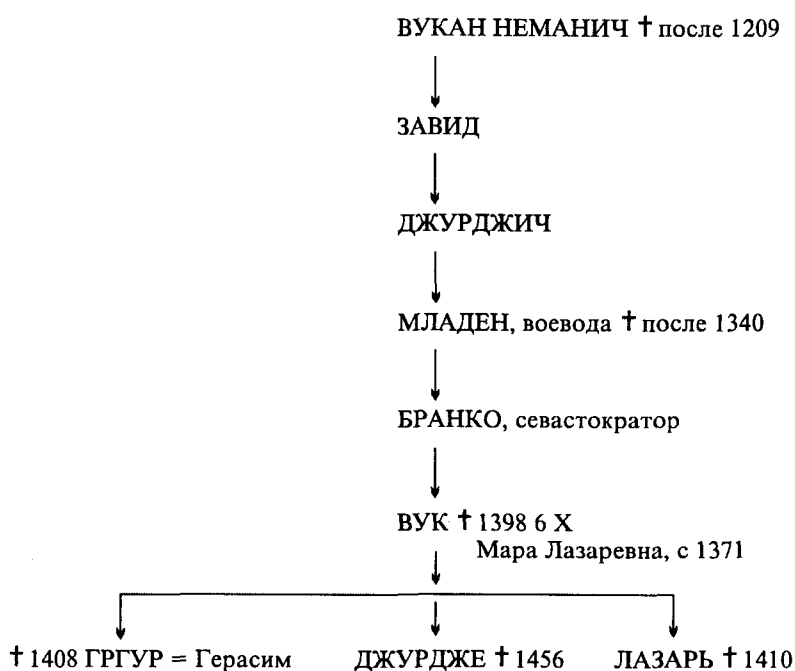 ВУКАН НЕМАНИЧ † после 1209
ЗАВИД
ДЖУРДЖИЧ
МЛАДЕН, воевода † после 1340
БРАНКО, севастократор
ВУК † 1398 6 X
Мара Лазаревна, с 1371
† 1408 ГРГУР = Герасим ДЖУРДЖЕ † 1456 ЛАЗАРЬ † 1410